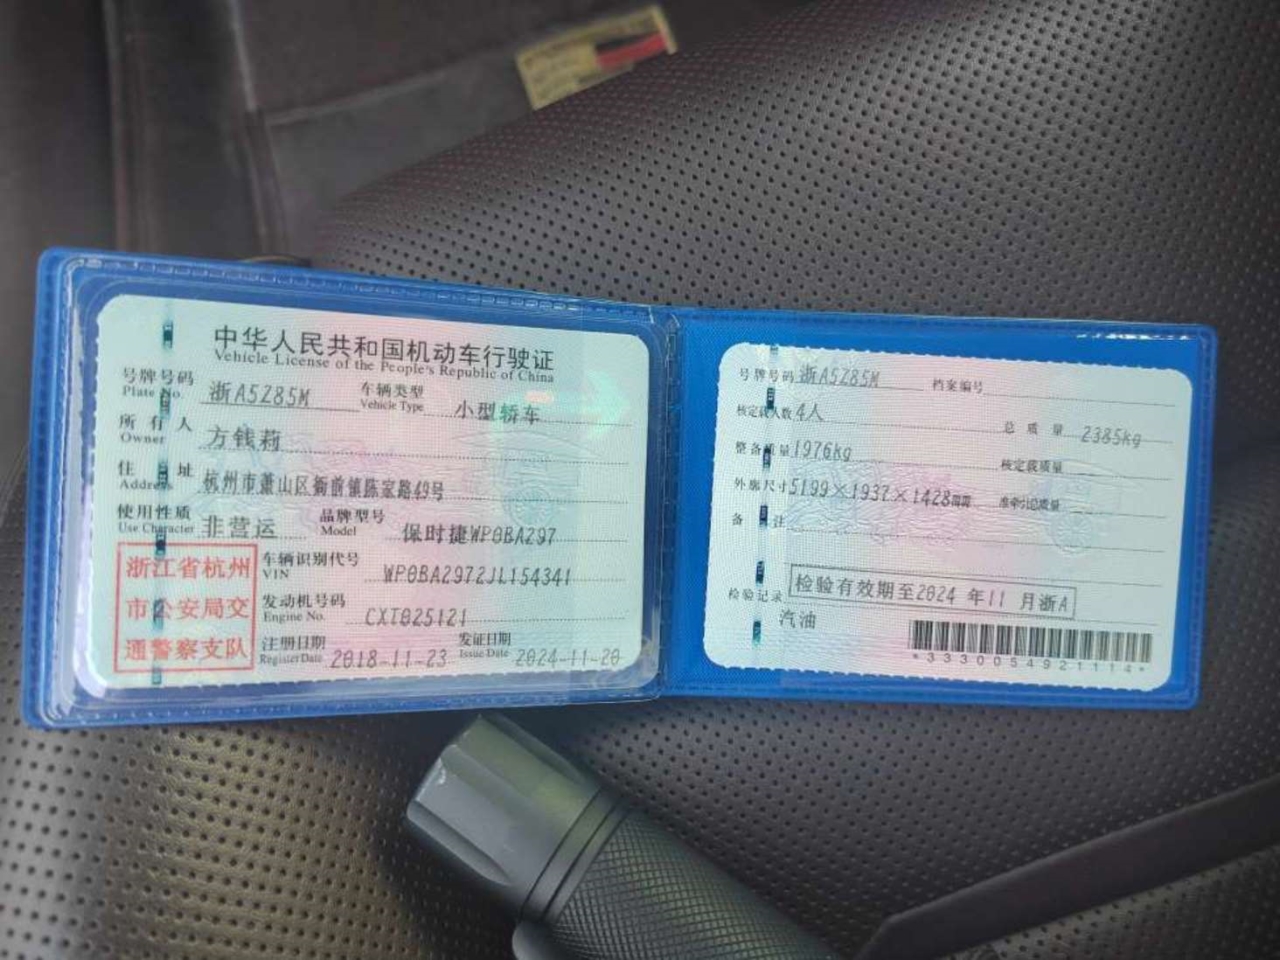 中华人民共和国机动车行驶证
Vehicle License of the People's Republic of China
号牌号码 浙A5Z85M 车辆类型 小型轿车
Plate No. Vehicle Type
所有人 方钱莉
Owner
住址 杭州市萧山区衙前镇陈家路49号
Address
使用性质 非营运 品牌型号 保时捷WP0BA297
Use Character Model
车辆识别代号 WP0BA2972JL154341
VIN
发动机号码 CXT025121
Engine No.
注册日期 2018-11-23 发证日期 2024-11-20
Register Date Issue Date
浙江省杭州
市公安局交
通警察支队
号牌号码 浙A5Z85M 档案编号
核定载人数 4人 总质量 2385kg
整备质量 1976kg 核定载质量
外廓尺寸 5199×1937×1428mm 准牵引总质量
备注
检验记录 检验有效期至2024年11月浙A
汽油
*3330054921114*